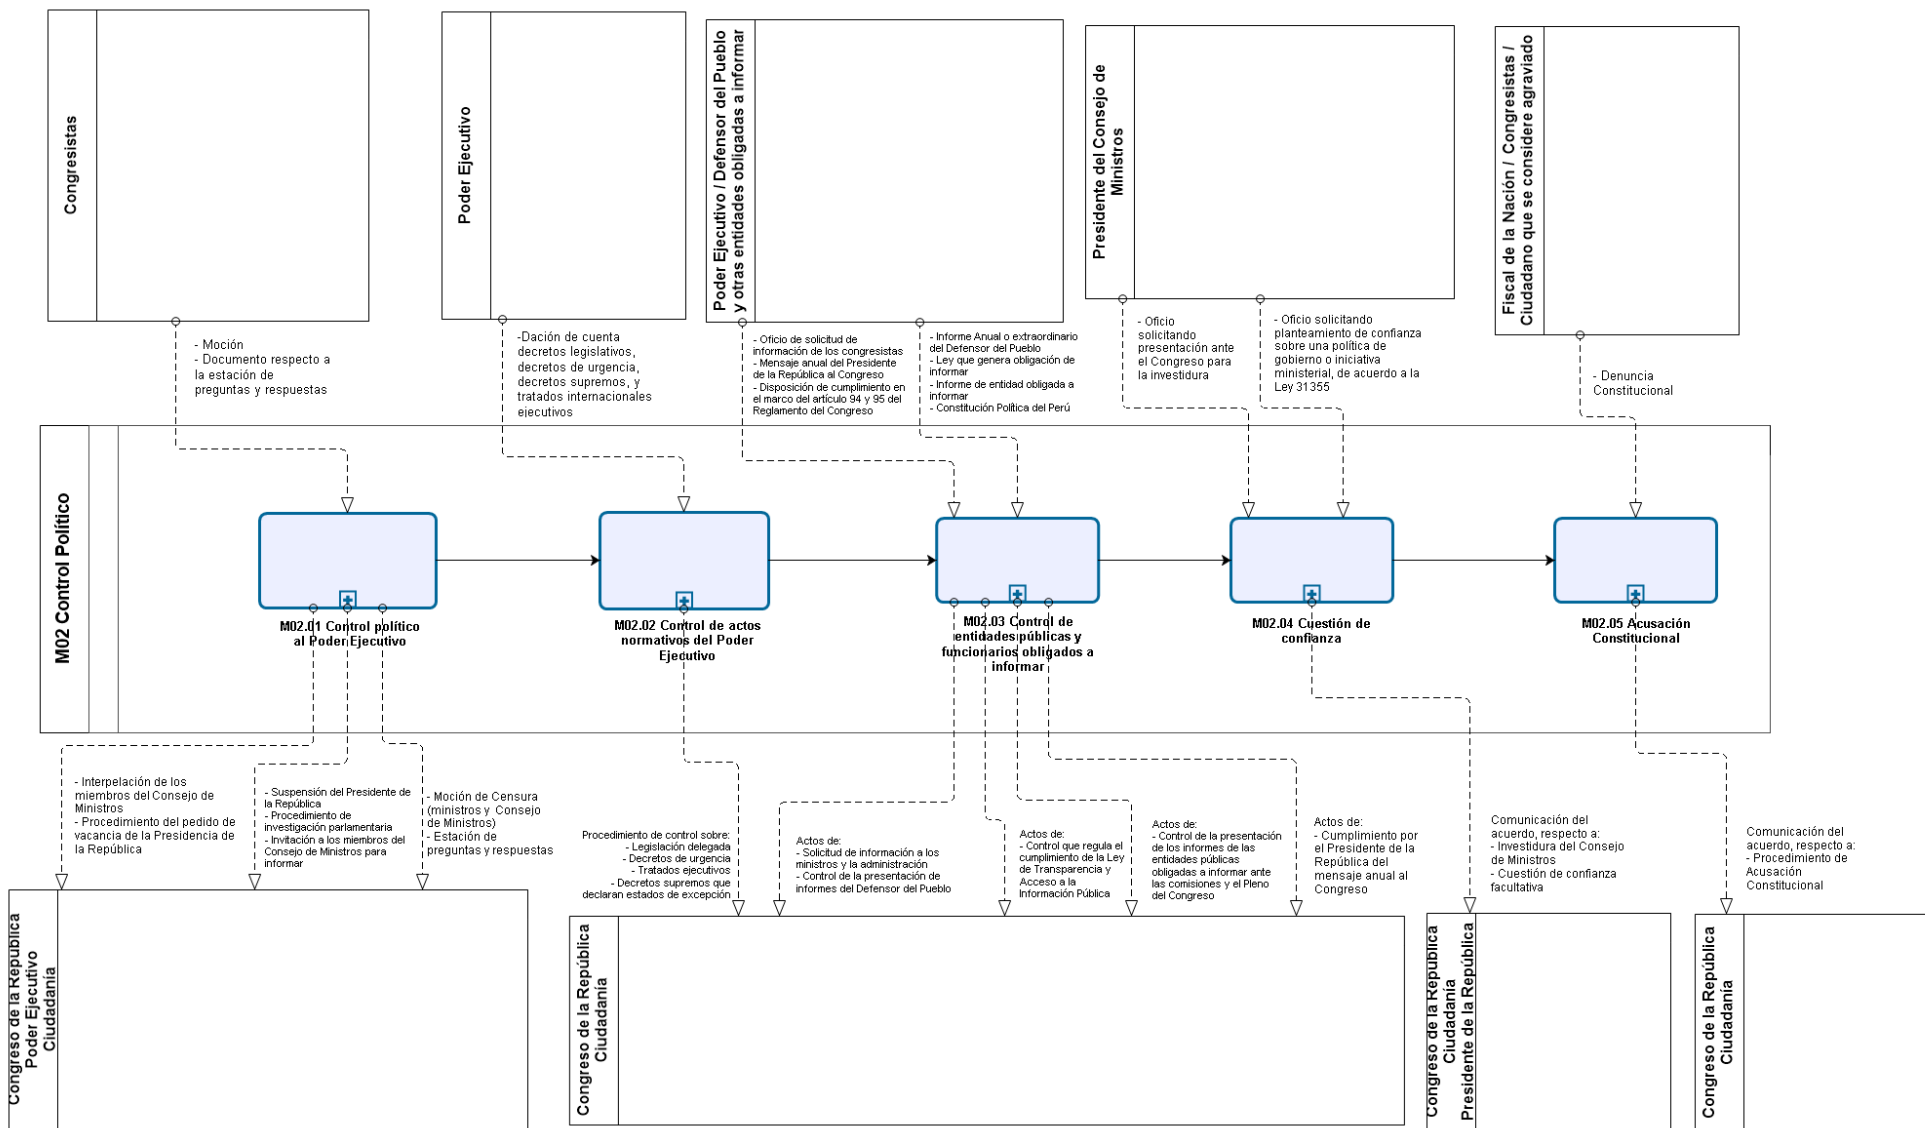 Congresistas
Poder Ejecutivo
Poder Ejecutivo / Defensor del Pueblo
y otras entidades obligadas a informar
Presidente del Consejo de
Ministros
Fiscal de la Nación / Congresistas /
Ciudadano que se considere agraviado
- Moción
- Documento respecto a
la estación de
preguntas y respuestas
-Dación de cuenta
decretos legislativos,
decretos de urgencia,
decretos supremos, y
tratados internacionales
ejecutivos
- Oficio de solicitud de
información de los congresistas
- Mensaje anual del Presidente
de la República al Congreso
- Disposición de cumplimiento en
el marco del artículo 94 y 95 del
Reglamento del Congreso
- Informe Anual o extraordinario
del Defensor del Pueblo
- Ley que genera obligación de
informar
- Informe de entidad obligada a
informar
- Constitución Política del Perú
- Oficio
solicitando
presentación ante
el Congreso para
la investidura
- Oficio solicitando
planteamiento de confianza
sobre una política de
gobierno o iniciativa
ministerial, de acuerdo a la
Ley 31355
- Denuncia
Constitucional
M02 Control Político
M02.01 Control político
al Poder Ejecutivo
M02.02 Control de actos
normativos del Poder
Ejecutivo
M02.03 Control de
entidades públicas y
funcionarios obligados a
informar
M02.04 Cuestión de
confianza
M02.05 Acusación
Constitucional
- Interpelación de los
miembros del Consejo de
Ministros
- Procedimiento del pedido de
vacancia de la Presidencia de
la República
- Suspensión del Presidente de
la República
- Procedimiento de
investigación parlamentaria
- Invitación a los miembros del
Consejo de Ministros para
informar
- Moción de Censura
(ministros y Consejo
de Ministros)
- Estación de
preguntas y respuestas
Procedimiento de control sobre:
- Legislación delegada
- Decretos de urgencia
- Tratados ejecutivos
- Decretos supremos que
declaran estados de excepción
Actos de:
- Solicitud de información a los
ministros y la administración
- Control de la presentación de
informes del Defensor del Pueblo
Actos de:
- Control que regula el
cumplimiento de la Ley
de Transparencia y
Acceso a la
Información Pública
Actos de:
- Control de la presentación
de los informes de las
entidades públicas
obligadas a informar ante
las comisiones y el Pleno
del Congreso
Actos de:
- Cumplimiento por
el Presidente de la
República del
mensaje anual al
Congreso
Comunicación del
acuerdo, respecto a:
- Investidura del Consejo
de Ministros
- Cuestión de confianza
facultativa
Comunicación del
acuerdo, respecto a:
- Procedimiento de
Acusación
Constitucional
Congreso de la República
Poder Ejecutivo
Ciudadanía
Congreso de la República
Ciudadanía
Congreso de la República
Ciudadanía
Presidente de la República
Congreso de la República
Ciudadanía